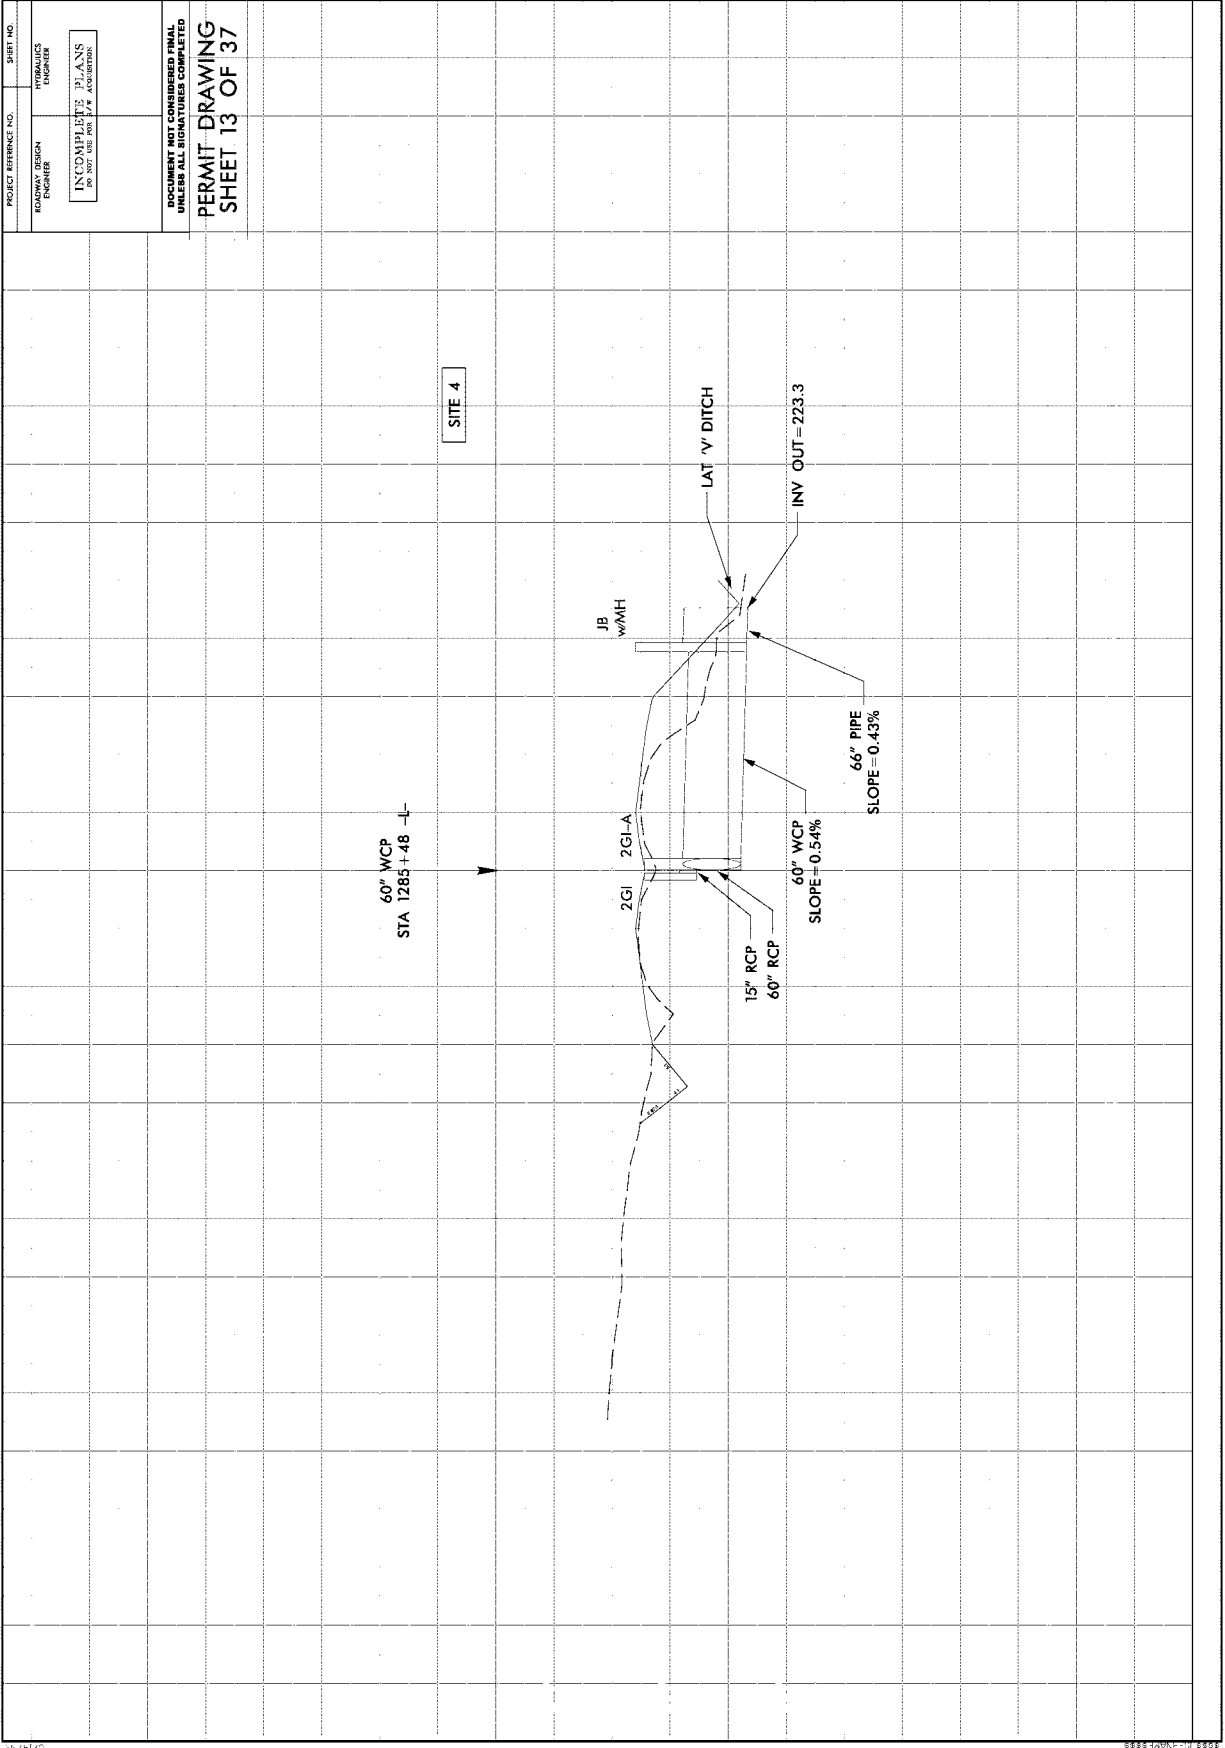 PROJECT REFERENCE NO.
SHEET NO.
ROADWAY DESIGN
ENGINEER
HYDRAULICS
ENGINEER
INCOMPLETE PLANS
DO NOT USE FOR R/W ACQUISITION
DOCUMENT NOT CONSIDERED FINAL
UNLESS ALL SIGNATURES COMPLETED
PERMIT DRAWING
SHEET 13 OF 37
60" WCP
STA 1285+48 -L-
SITE 4
2GI
2GI-A
JB
w/MH
LAT 'V' DITCH
INV OUT=223.3
15" RCP
60" RCP
60" WCP
SLOPE=0.54%
66" PIPE
SLOPE=0.43%